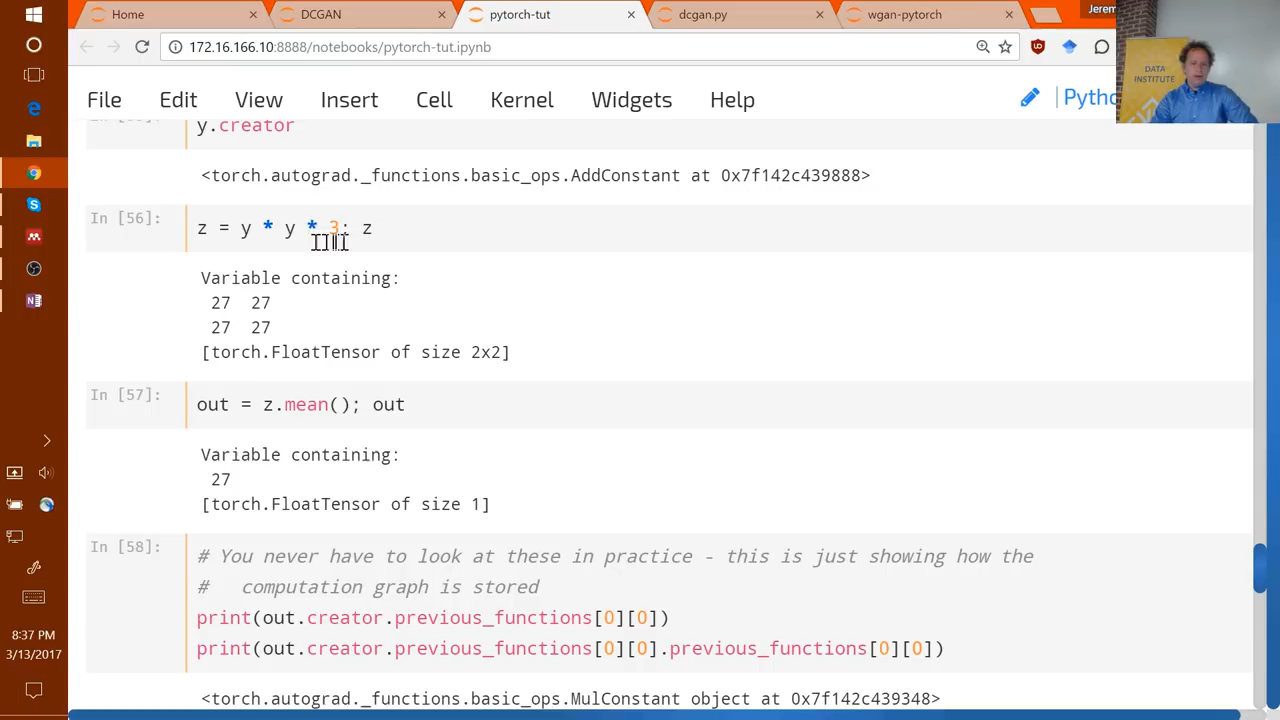 Home
DCGAN
pytorch-tut
dcgan.py
wgan-pytorch
Jerem
172.16.166.10:8888/notebooks/pytorch-tut.ipynb
DATA
INSTITUTE
File Edit View Insert Cell Kernel Widgets Help
Pytho
y.creator
<torch.autograd._functions.basic_ops.AddConstant at 0x7f142c439888>
In [56]:
z = y * y * 3; z
Variable containing:
27 27
27 27
[torch.FloatTensor of size 2x2]
In [57]:
out = z.mean(); out
Variable containing:
27
[torch.FloatTensor of size 1]
In [58]:
# You never have to look at these in practice - this is just showing how the
# computation graph is stored
print(out.creator.previous_functions[0][0])
print(out.creator.previous_functions[0][0].previous_functions[0][0])
<torch.autograd._functions.basic_ops.MulConstant object at 0x7f142c439348>
8:37 PM
3/13/2017